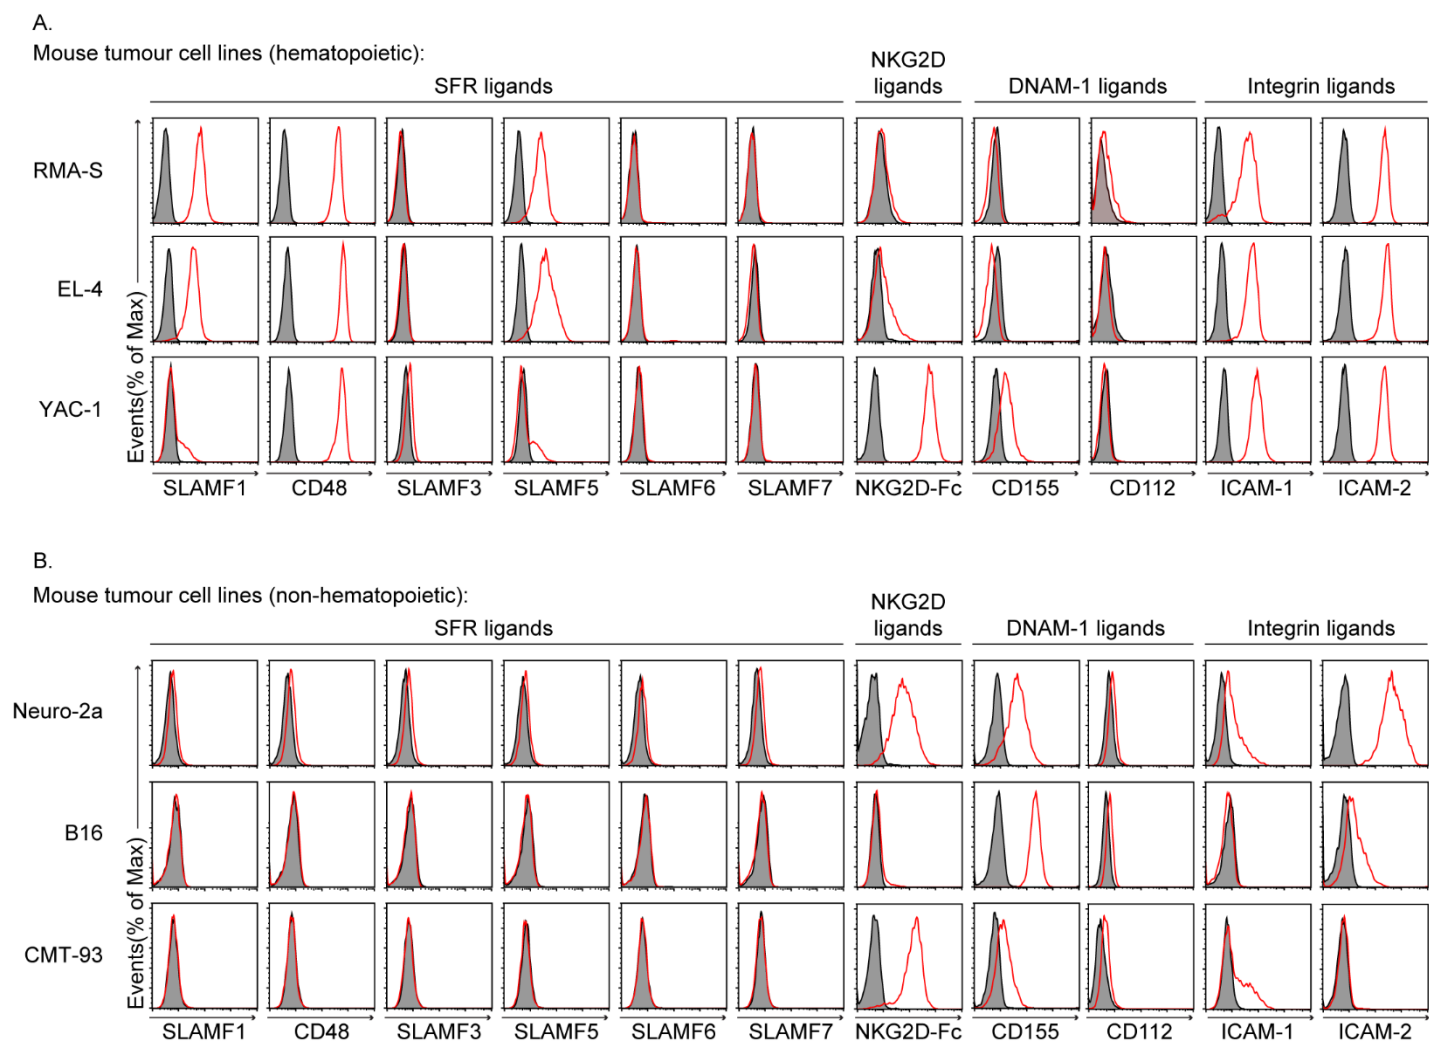 A.
Mouse tumour cell lines (hematopoietic):
SFR ligands
NKG2D
ligands
DNAM-1 ligands
Integrin ligands
RMA-S
EL-4
YAC-1
Events(% of Max)
SLAMF1 CD48 SLAMF3 SLAMF5 SLAMF6 SLAMF7 NKG2D-Fc CD155 CD112 ICAM-1 ICAM-2
B.
Mouse tumour cell lines (non-hematopoietic):
SFR ligands
NKG2D
ligands
DNAM-1 ligands
Integrin ligands
Neuro-2a
B16
CMT-93
Events(% of Max)
SLAMF1 CD48 SLAMF3 SLAMF5 SLAMF6 SLAMF7 NKG2D-Fc CD155 CD112 ICAM-1 ICAM-2